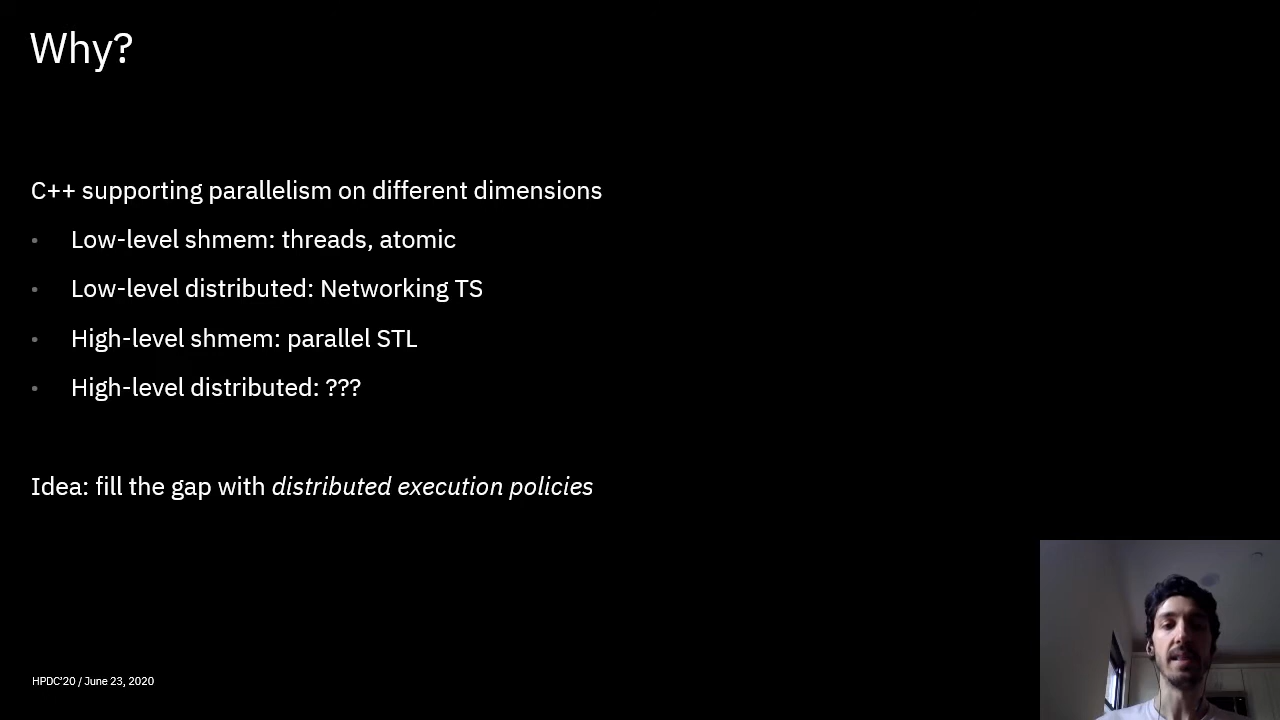 Why?
C++ supporting parallelism on different dimensions
• Low-level shmem: threads, atomic
• Low-level distributed: Networking TS
• High-level shmem: parallel STL
• High-level distributed: ???
Idea: fill the gap with distributed execution policies
HPDC'20 / June 23, 2020